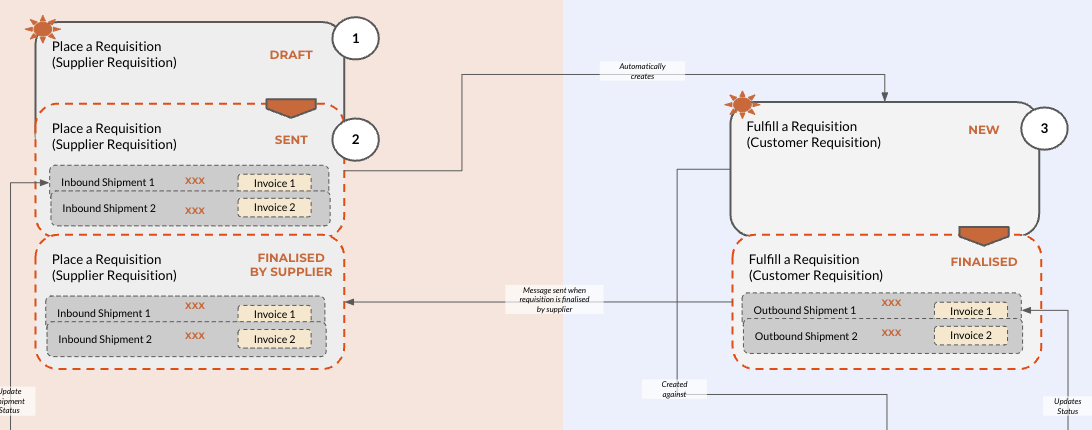 Place a Requisition
(Supplier Requisition)
DRAFT
1
Place a Requisition
(Supplier Requisition)
SENT
2
Inbound Shipment 1
XXX
Invoice 1
Inbound Shipment 2
XXX
Invoice 2
Place a Requisition
(Supplier Requisition)
FINALISED
BY SUPPLIER
Inbound Shipment 1
XXX
Invoice 1
Inbound Shipment 2
XXX
Invoice 2
Status
Automatically
creates
Message sent when
requisition is finalised
by supplier
Fulfill a Requisition
(Customer Requisition)
NEW
3
Fulfill a Requisition
(Customer Requisition)
FINALISED
Outbound Shipment 1
XXX
Invoice 1
Outbound Shipment 2
XXX
Invoice 2
Created
against
Updates
Status